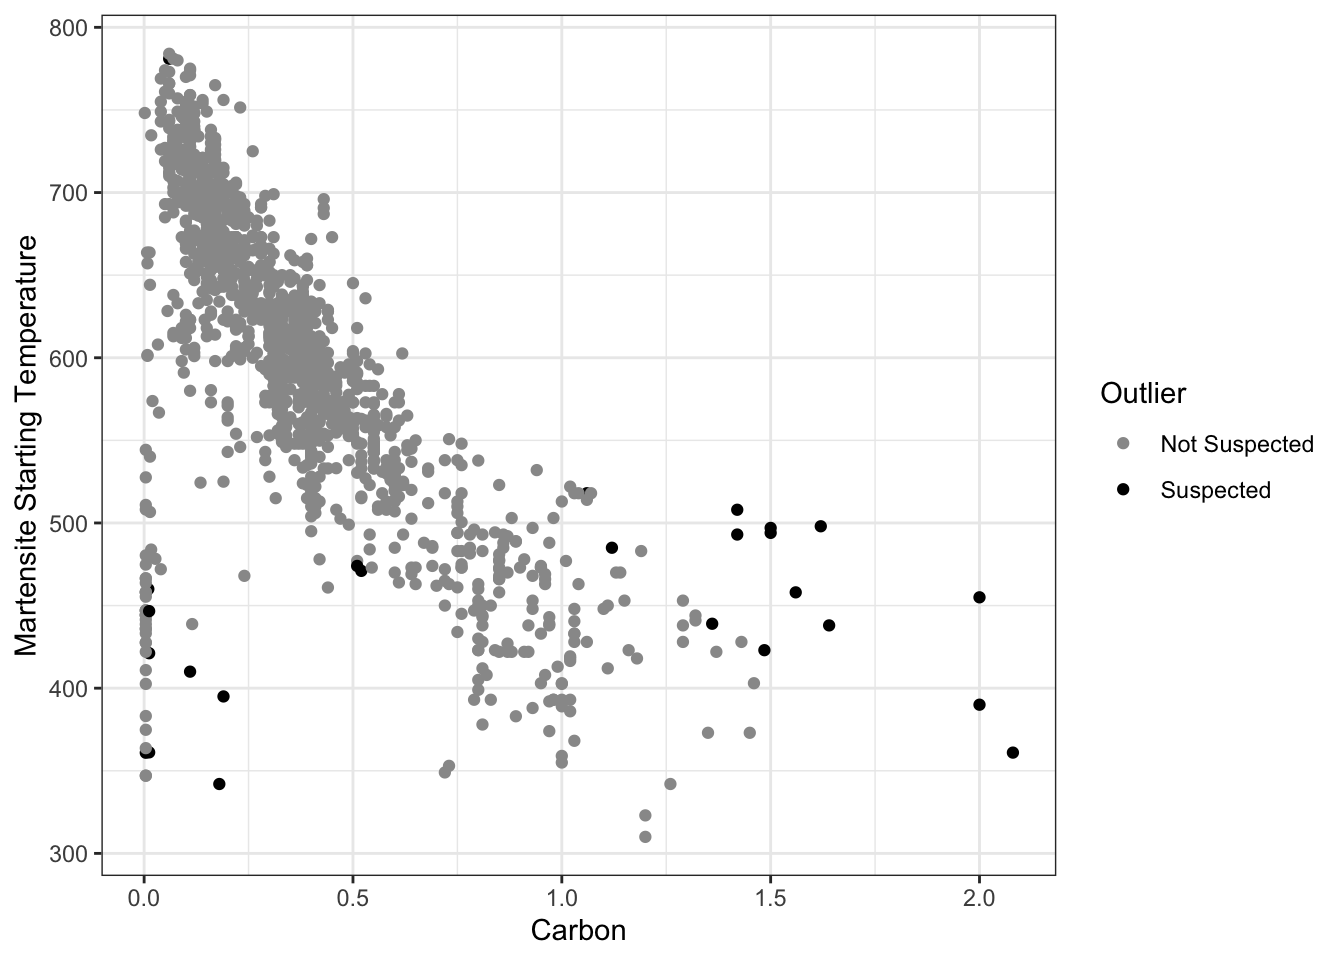 800
700
600
500
400
300
Martensite Starting Temperature
0.0 0.5 1.0 1.5 2.0
Carbon
Outlier
Not Suspected
Suspected